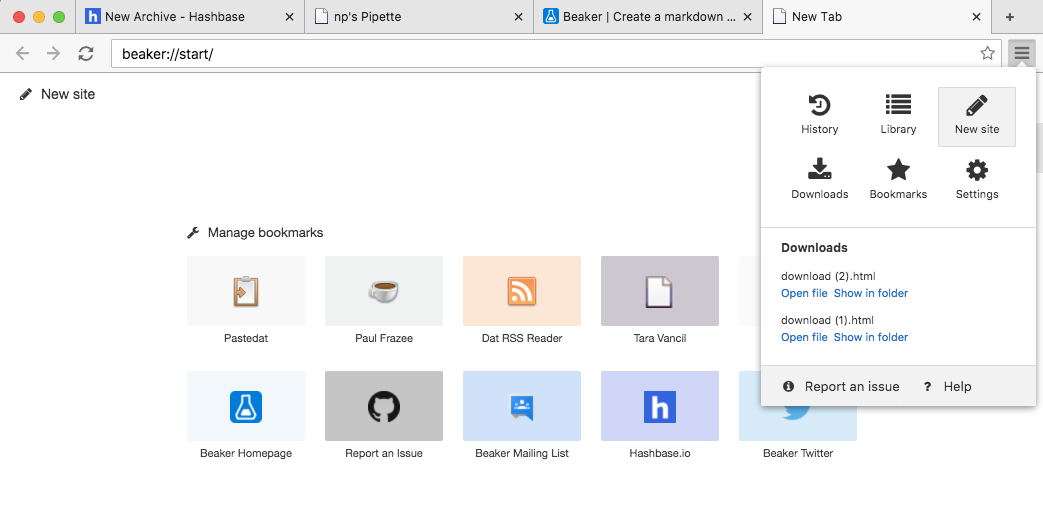 New Archive - Hashbase
np's Pipette
Beaker | Create a markdown ...
New Tab
beaker://start/
New site
History
Library
New site
Downloads
Bookmarks
Settings
Downloads
download (2).html
Open file Show in folder
download (1).html
Open file Show in folder
Report an issue
Help
Manage bookmarks
Pastedat
Paul Frazee
Dat RSS Reader
Tara Vancil
Beaker Homepage
Report an Issue
Beaker Mailing List
Hashbase.io
Beaker Twitter